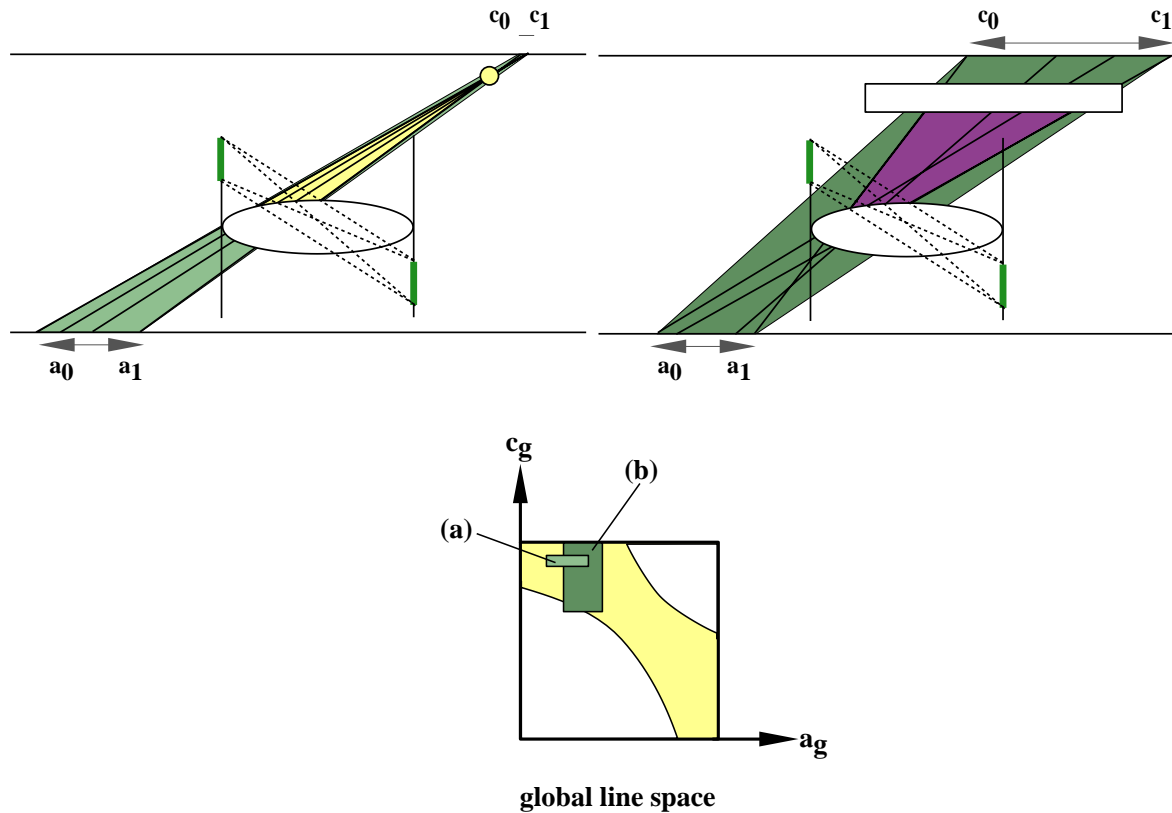 c0 _ c1
c0 c1
a0 a1
a0 a1
cg
(b)
(a)
ag
global line space